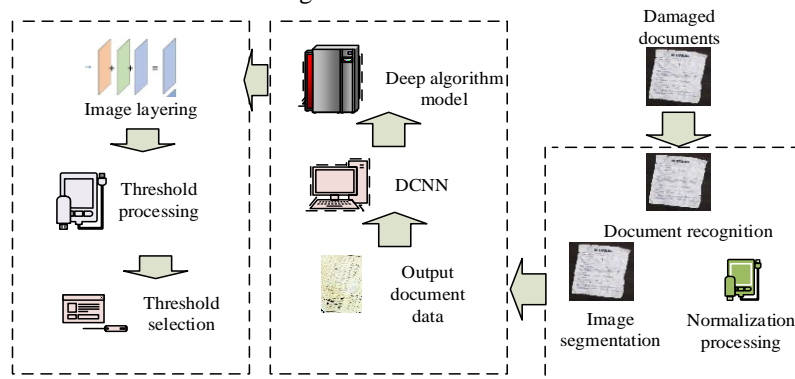 Damaged
documents
Image layering
Deep algorithm
model
Threshold
processing
DCNN
Document recognition
Threshold
selection
Output
document
data
Image
segmentation
Normalization
processing